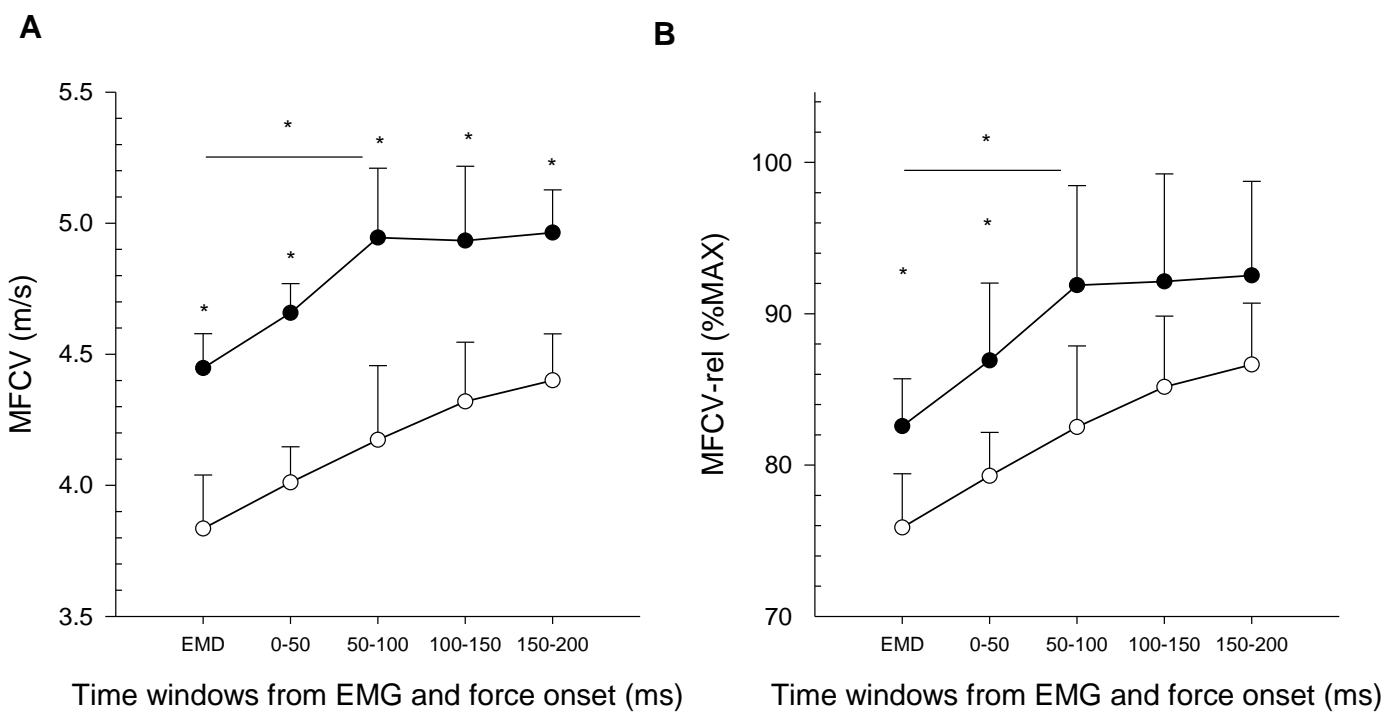 A
B
MFCV (m/s)
5.5
5.0
4.5
4.0
3.5
* * * *
* *
EMD 0-50 50-100 100-150 150-200
Time windows from EMG and force onset (ms)
MFCV-rel (%MAX)
100
90
80
70
*
*
*
EMD 0-50 50-100 100-150 150-200
Time windows from EMG and force onset (ms)